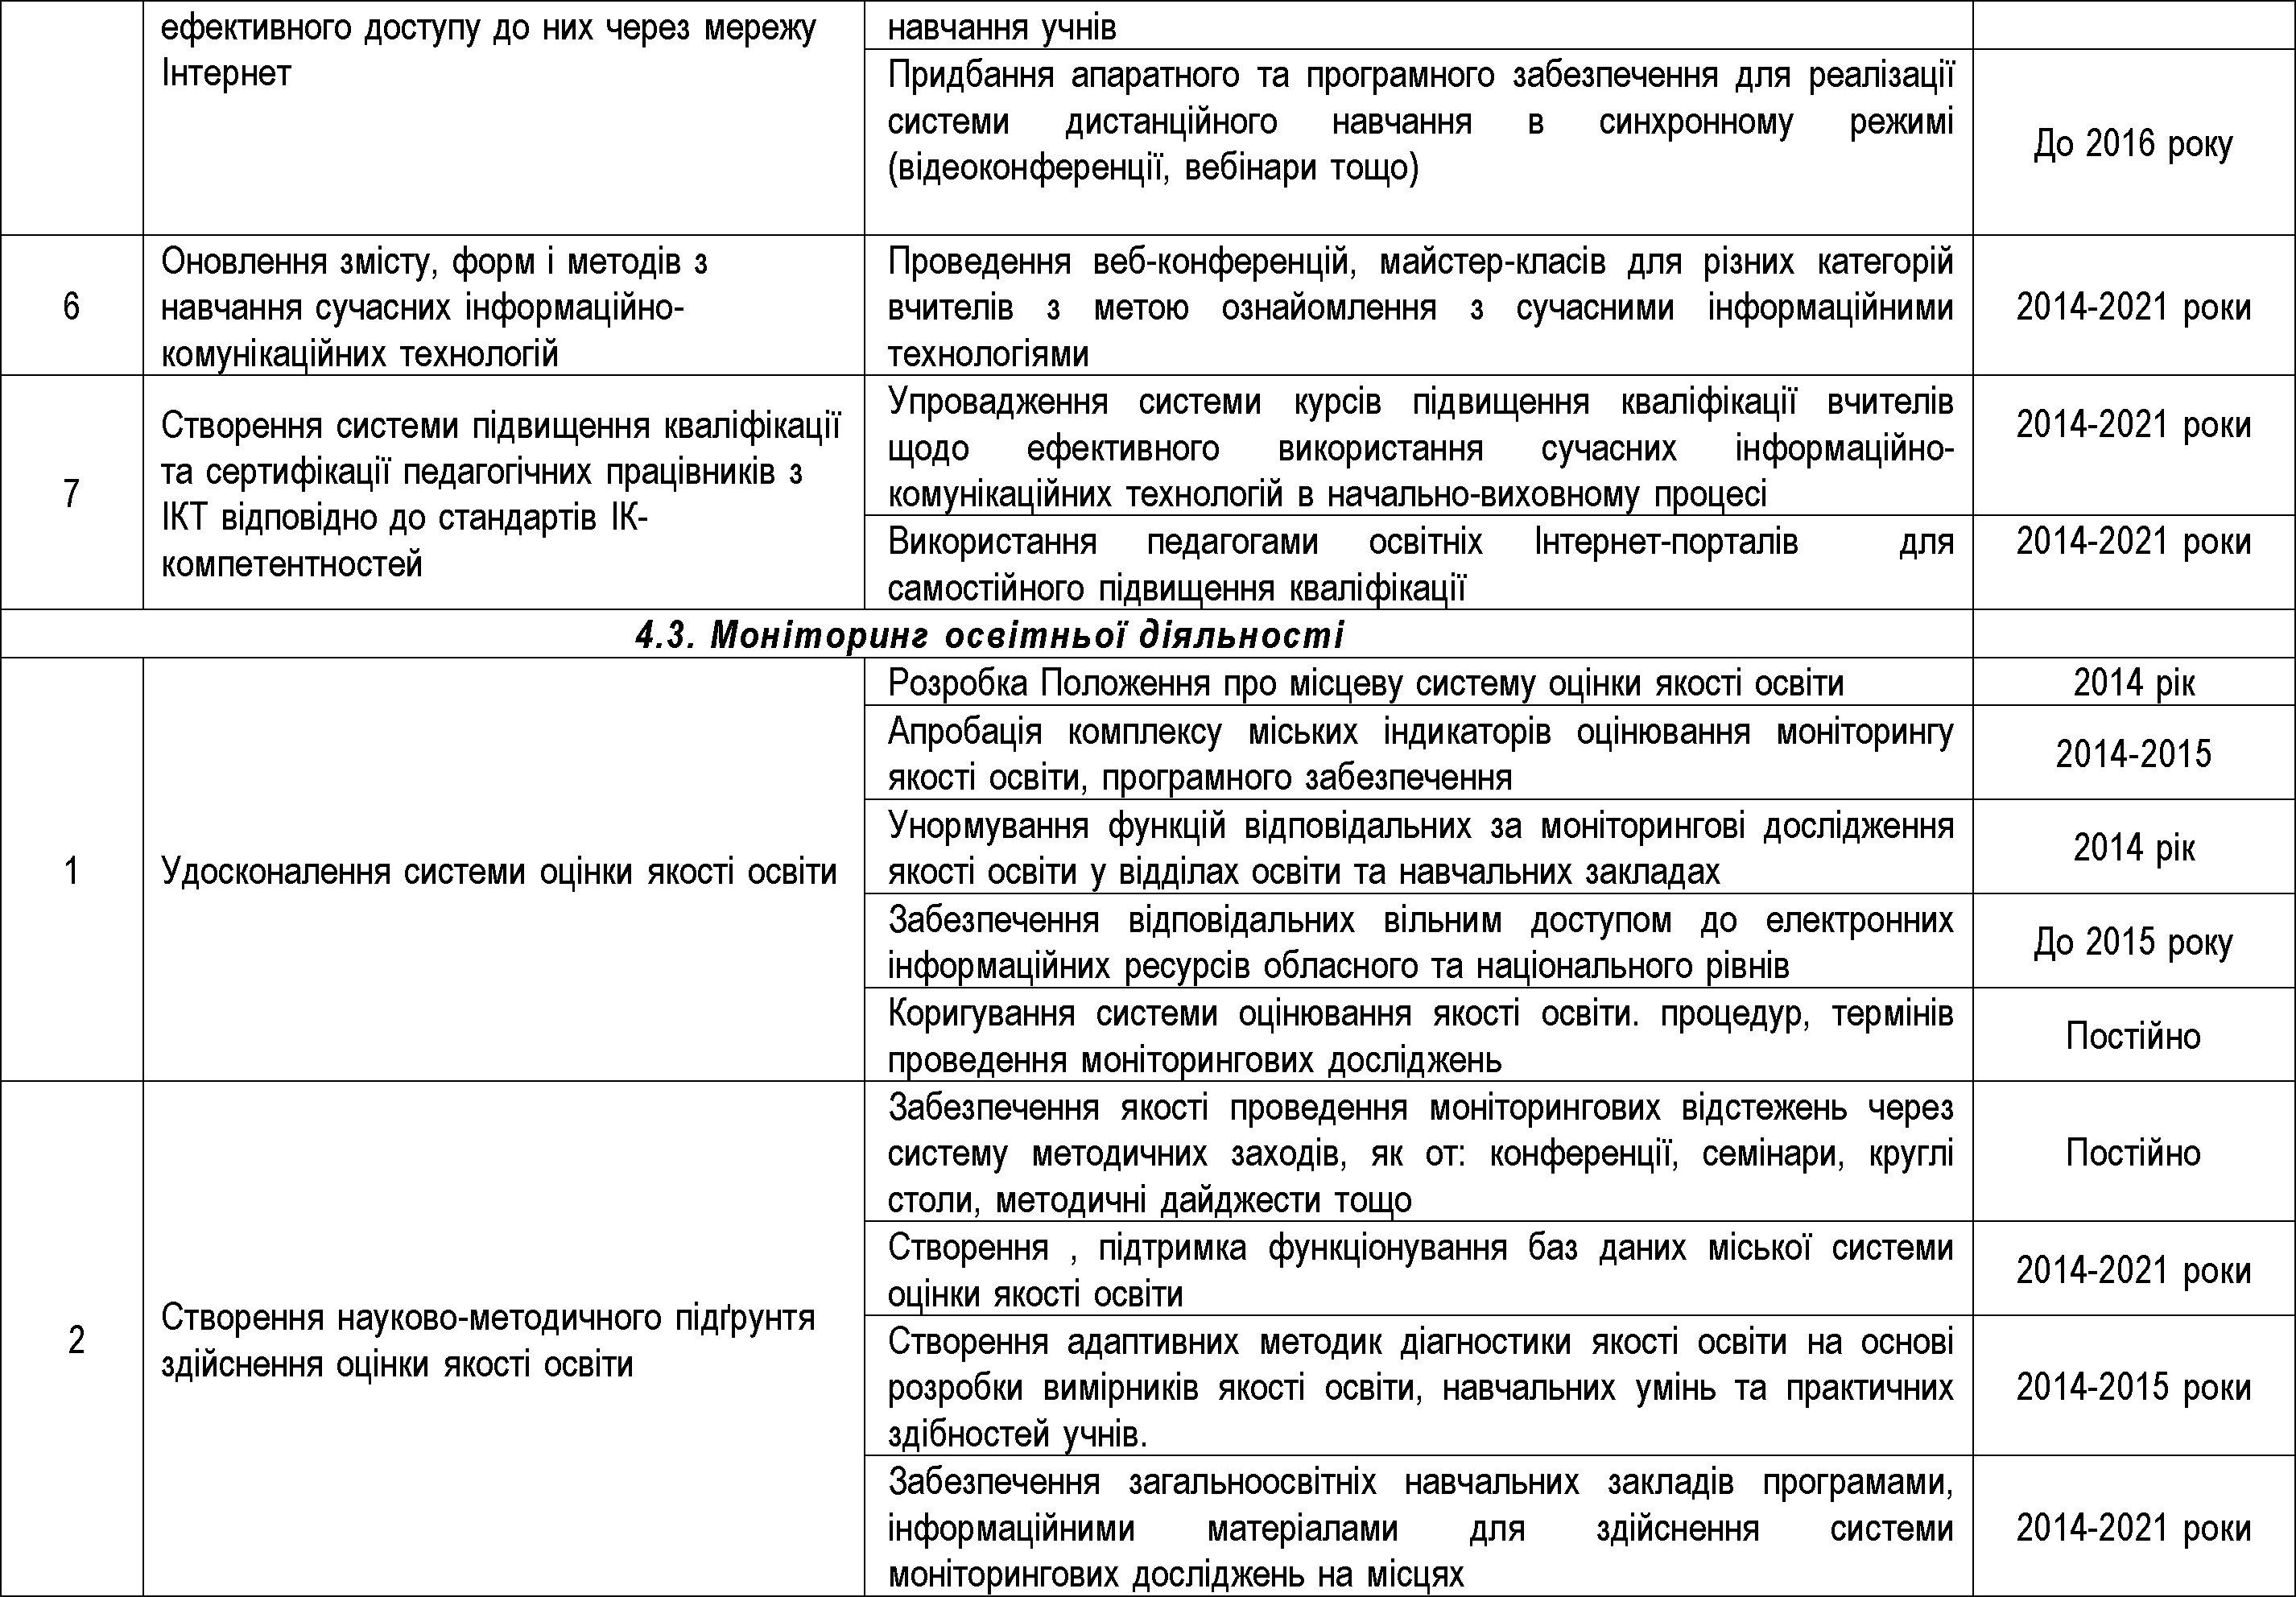 ефективного доступу до них через мережу
Інтернет
навчання учнів
Придбання апаратного та програмного забезпечення для реалізації
системи дистанційного навчання в синхронному режимі
(відеоконференції, вебінари тощо)
До 2016 року
6
Оновлення змісту, форм і методів з
навчання сучасних інформаційно-
комунікаційних технологій
Проведення веб-конференцій, майстер-класів для різних категорій
вчителів з метою ознайомлення з сучасними інформаційними
технологіями
2014-2021 роки
7
Створення системи підвищення кваліфікації
та сертифікації педагогічних працівників з
ІКТ відповідно до стандартів ІК-
компетентностей
Упровадження системи курсів підвищення кваліфікації вчителів
щодо ефективного використання сучасних інформаційно-
комунікаційних технологій в начально-виховному процесі
2014-2021 роки
Використання педагогами освітніх Інтернет-порталів для
самостійного підвищення кваліфікації
2014-2021 роки
4.3. Моніторинг освітньої діяльності
1
Удосконалення системи оцінки якості освіти
Розробка Положення про місцеву систему оцінки якості освіти
2014 рік
Апробація комплексу міських індикаторів оцінювання моніторингу
якості освіти, програмного забезпечення
2014-2015
Унормування функцій відповідальних за моніторингові дослідження
якості освіти у відділах освіти та навчальних закладах
2014 рік
Забезпечення відповідальних вільним доступом до електронних
інформаційних ресурсів обласного та національного рівнів
До 2015 року
Коригування системи оцінювання якості освіти. процедур, термінів
проведення моніторингових досліджень
Постійно
2
Створення науково-методичного підґрунтя
здійснення оцінки якості освіти
Забезпечення якості проведення моніторингових відстежень через
систему методичних заходів, як от: конференції, семінари, круглі
столи, методичні дайджести тощо
Постійно
Створення , підтримка функціонування баз даних міської системи
оцінки якості освіти
2014-2021 роки
Створення адаптивних методик діагностики якості освіти на основі
розробки вимірників якості освіти, навчальних умінь та практичних
здібностей учнів.
2014-2015 роки
Забезпечення загальноосвітніх навчальних закладів програмами,
інформаційними матеріалами для здійснення системи
моніторингових досліджень на місцях
2014-2021 роки